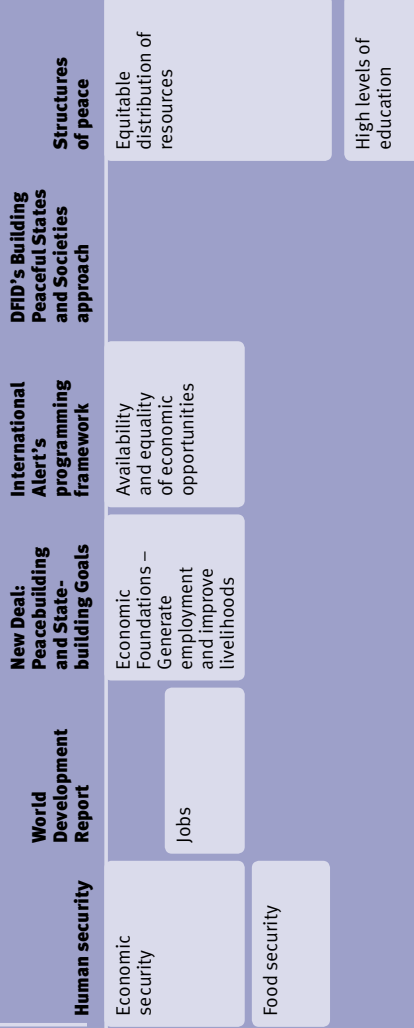 Human security
World
Development
Report
New Deal:
Peacebuilding
and State-
building Goals
International
Alert's
programming
framework
DFID's Building
Peaceful States
and Societies
approach
Structures
of peace
Economic
security
Jobs
Economic
Foundations –
Generate
employment
and improve
livelihoods
Availability
and equality
of economic
opportunities
Equitable
distribution of
resources
Food security
High levels of
education